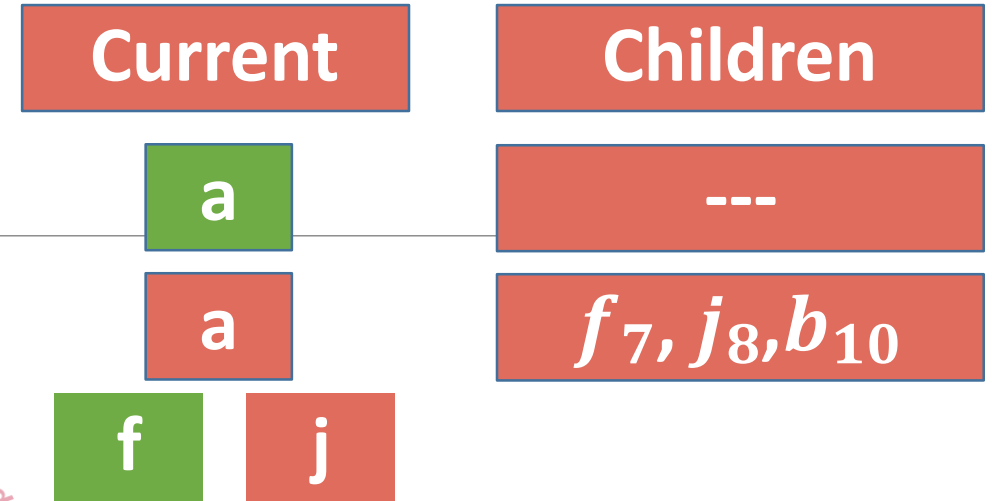 Current Children
a ---
a f₇, j₈,b₁₀
f j